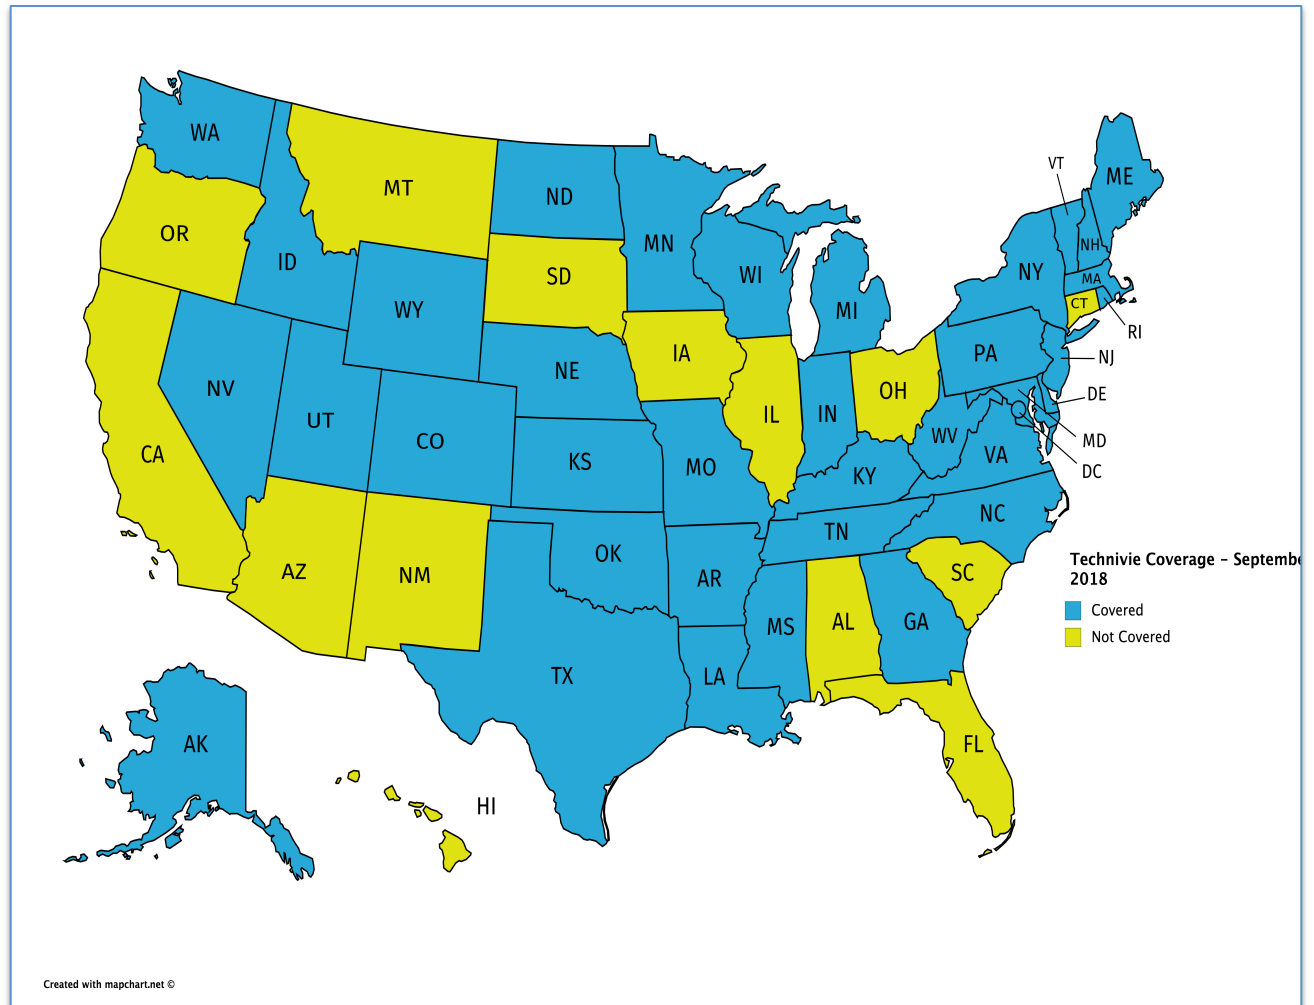 WA
MT
ND
MN
VT
ME
OR
ID
SD
WI
NH
NY
MA
WY
MI
CT
RI
IA
PA
NJ
NV
NE
OH
DE
UT
IL
IN
CO
WV
MD
CA
KS
MO
KY
VA
DC
NC
TN
OK
AZ
NM
AR
SC
Technivie Coverage – Septembe
2018
Covered
MS
AL
GA
Not Covered
TX
LA
AK
FL
HI
Created with mapchart.net ©